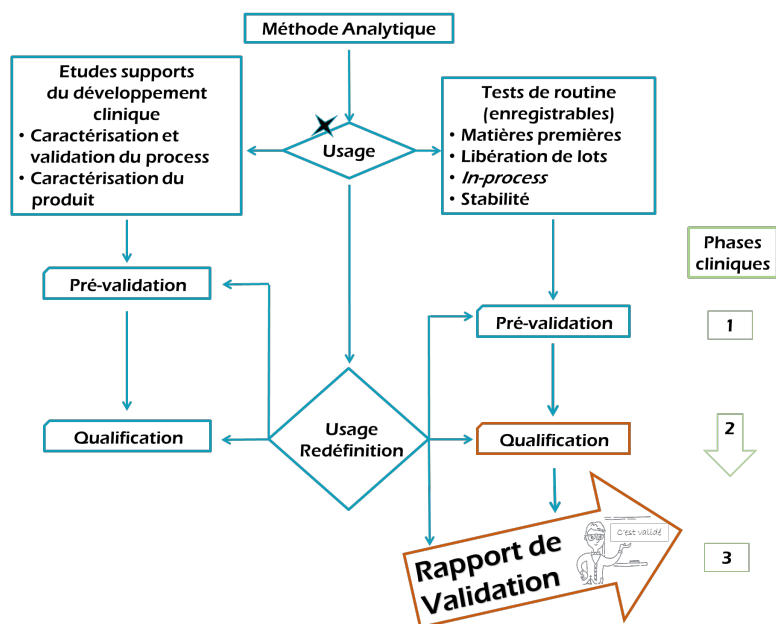 Méthode Analytique
Etudes supports
du développement
clinique
• Caractérisation et
validation du process
• Caractérisation du
produit
Usage
Tests de routine
(enregistrables)
• Matières premières
• Libération de lots
• In-process
• Stabilité
Phases
cliniques
Pré-validation
Pré-validation
1
Usage
Redéfinition
Qualification
Qualification
2
Rapport de
Validation
C'est validé
3